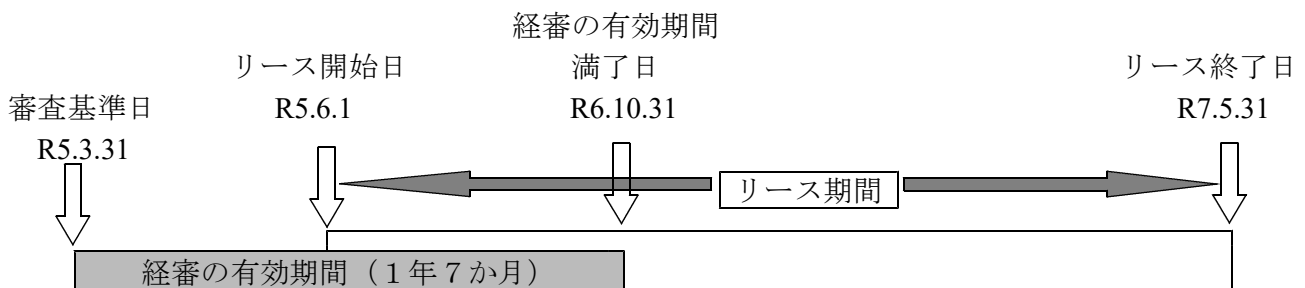 経審の有効期間
リース開始日 満了日 リース終了日
審査基準日 R5.6.1 R6.10.31 R7.5.31
R5.3.31
リース期間
経審の有効期間（１年７か月）